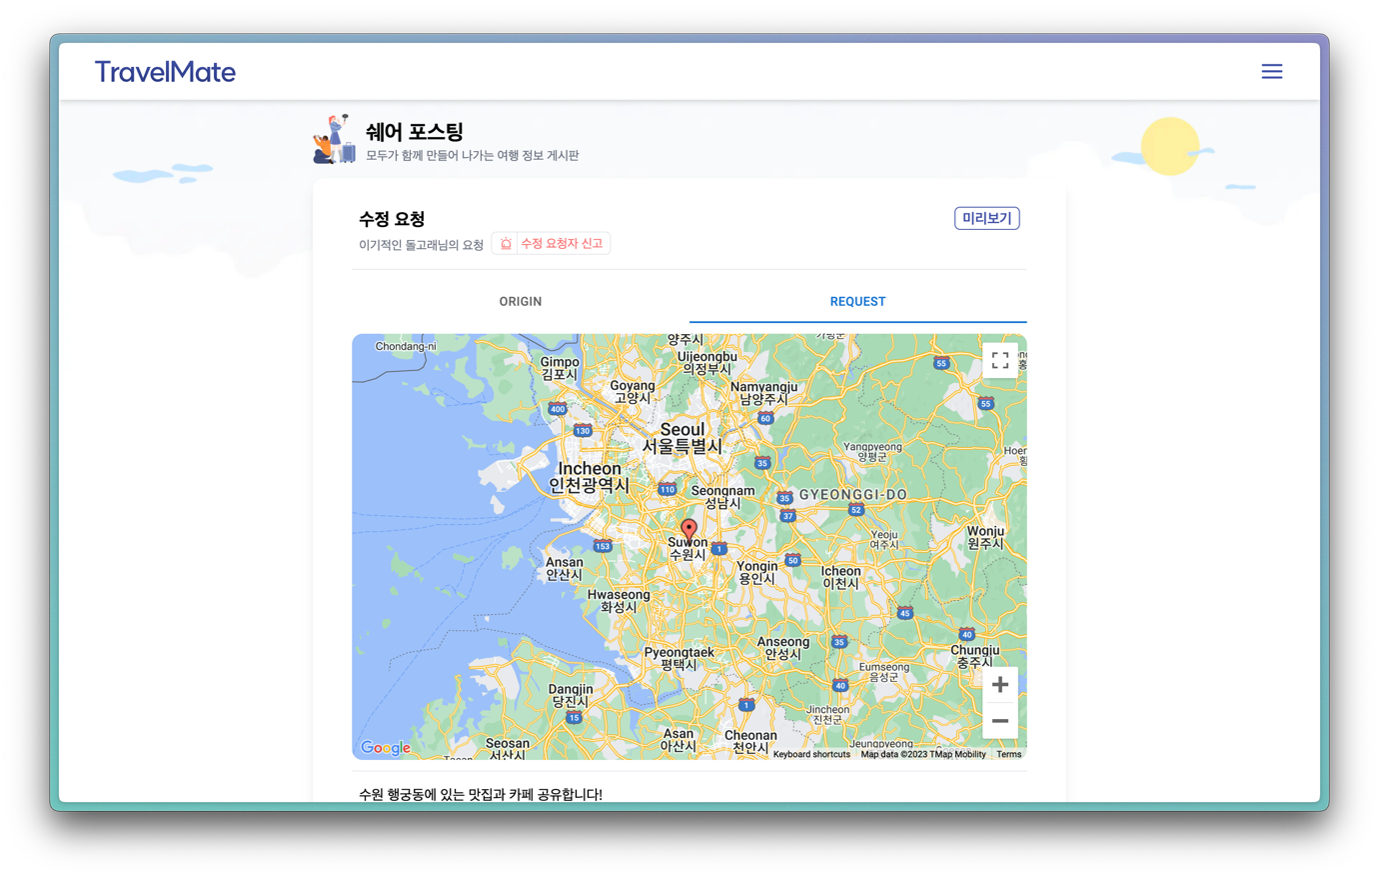 TravelMate
쉐어 포스팅
모두가 함께 만들어 나가는 여행 정보 게시판
수정 요청
미리보기
이기적인 돌고래님의 요청
수정 요청자 신고
ORIGIN
REQUEST
Chondang-ni
양주시
Uijeongbu
의정부시
Gimpo
김포시
Goyang
고양시
Namyangju
남양주시
55
55
400
60
130
Seoul
서울특별시
Yangpyeong
양평군
35
Incheon
인천광역시
110
Seongnam
성남시
35
GYEONGGI-DO
37
52
Suwon
수원시
1
153
Yeoju
여주시
Wonju
원주시
Ansan
안산시
50
Yongin
용인시
Icheon
이천시
Hwaseong
화성시
45
Anseong
안성시
35
40
Chungju
충주시
Pyeongtaek
평택시
Eumseong
음성군
40
Dangjin
당진시
15
1
Jincheon
진천군
Asan
아산시
Cheonan
천안시
Jeungpyeong
Seosan
서산시
Google
Keyboard shortcuts
Map data ©2023 TMap Mobility
Terms
수원 행궁동에 있는 맛집과 카페 공유합니다!